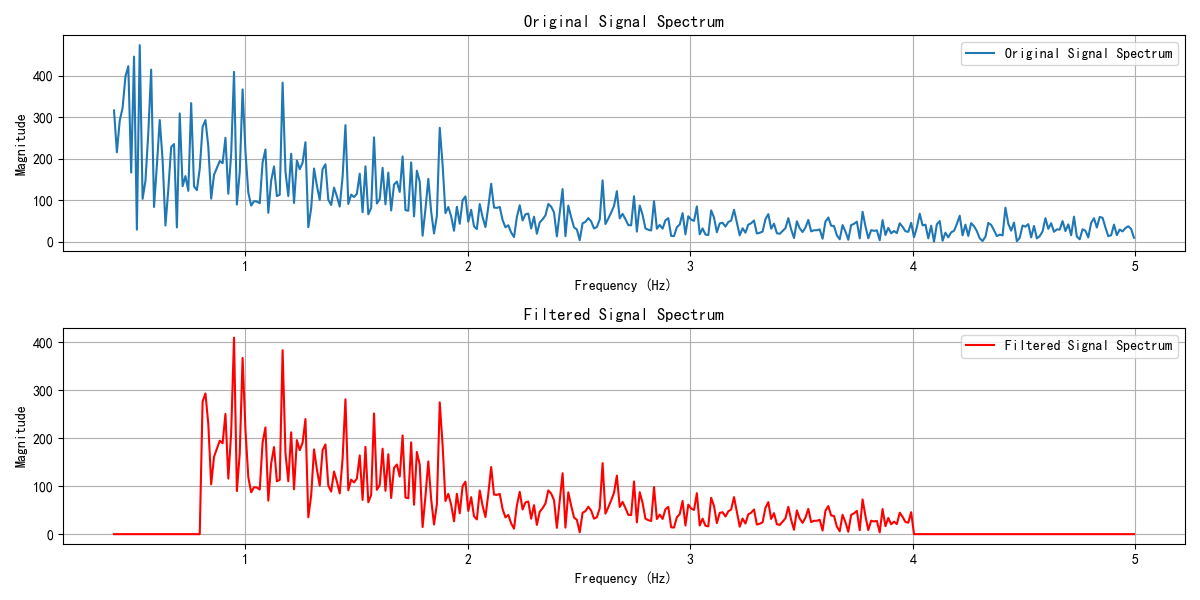 Original Signal Spectrum
Original Signal Spectrum
Magnitude
400
300
200
100
0
1
2
3
4
5
Frequency (Hz)
Filtered Signal Spectrum
Filtered Signal Spectrum
Magnitude
400
300
200
100
0
1
2
3
4
5
Frequency (Hz)